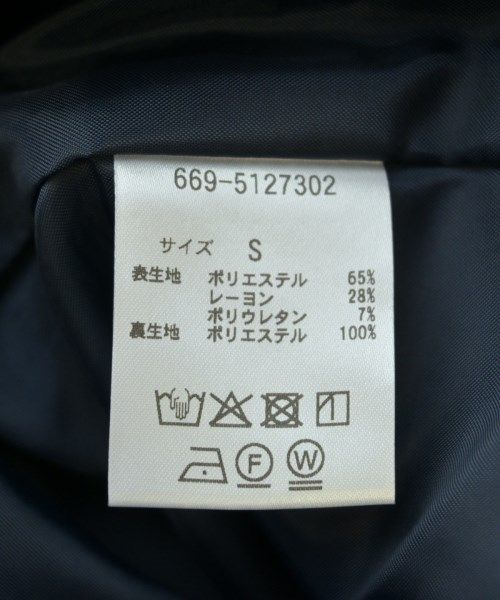 669-5127302
サイズ S
表生地 ポリエステル 65%
レーヨン 28%
ポリウレタン 7%
裏生地 ポリエステル 100%
F W